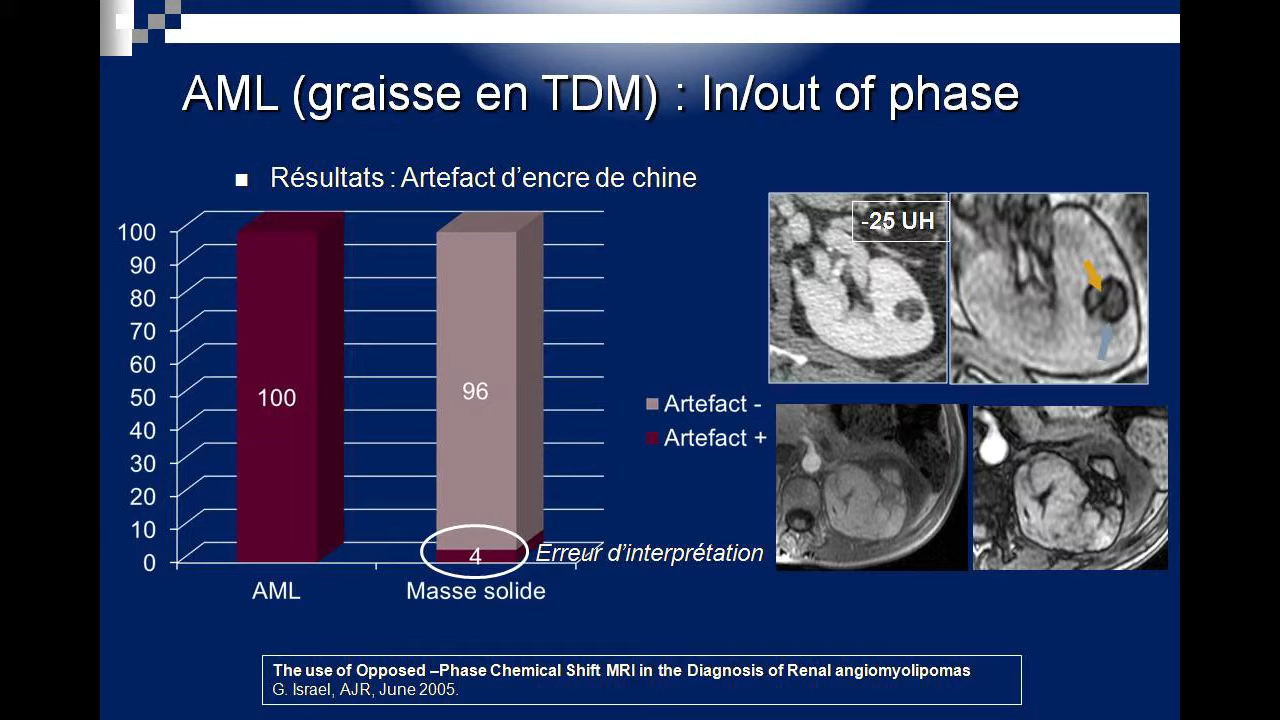 AML (graisse en TDM) : In/out of phase
Résultats : Artefact d'encre de chine
-25 UH
100
90
80
70
60
50
40
30
20
10
0
100
96
4
Artefact -
Artefact +
Erreur d'interprétation
AML
Masse solide
The use of Opposed –Phase Chemical Shift MRI in the Diagnosis of Renal angiomyolipomas
G. Israel, AJR, June 2005.